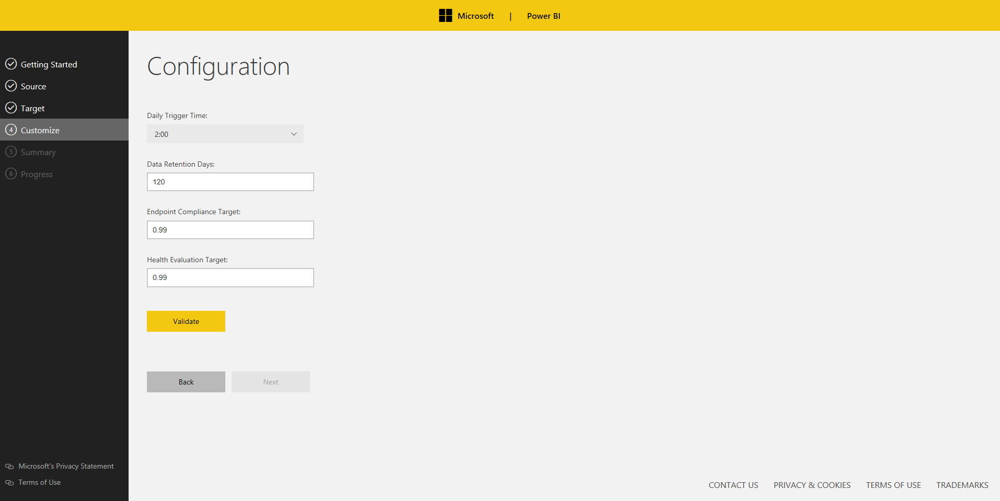 Microsoft | Power BI
Getting Started
Source
Target
4 Customize
5 Summary
6 Progress
Microsoft's Privacy Statement
Terms of Use
Configuration
Daily Trigger Time:
2:00
Data Retention Days:
120
Endpoint Compliance Target:
0.99
Health Evaluation Target:
0.99
Validate
Back Next
CONTACT US PRIVACY & COOKIES TERMS OF USE TRADEMARKS